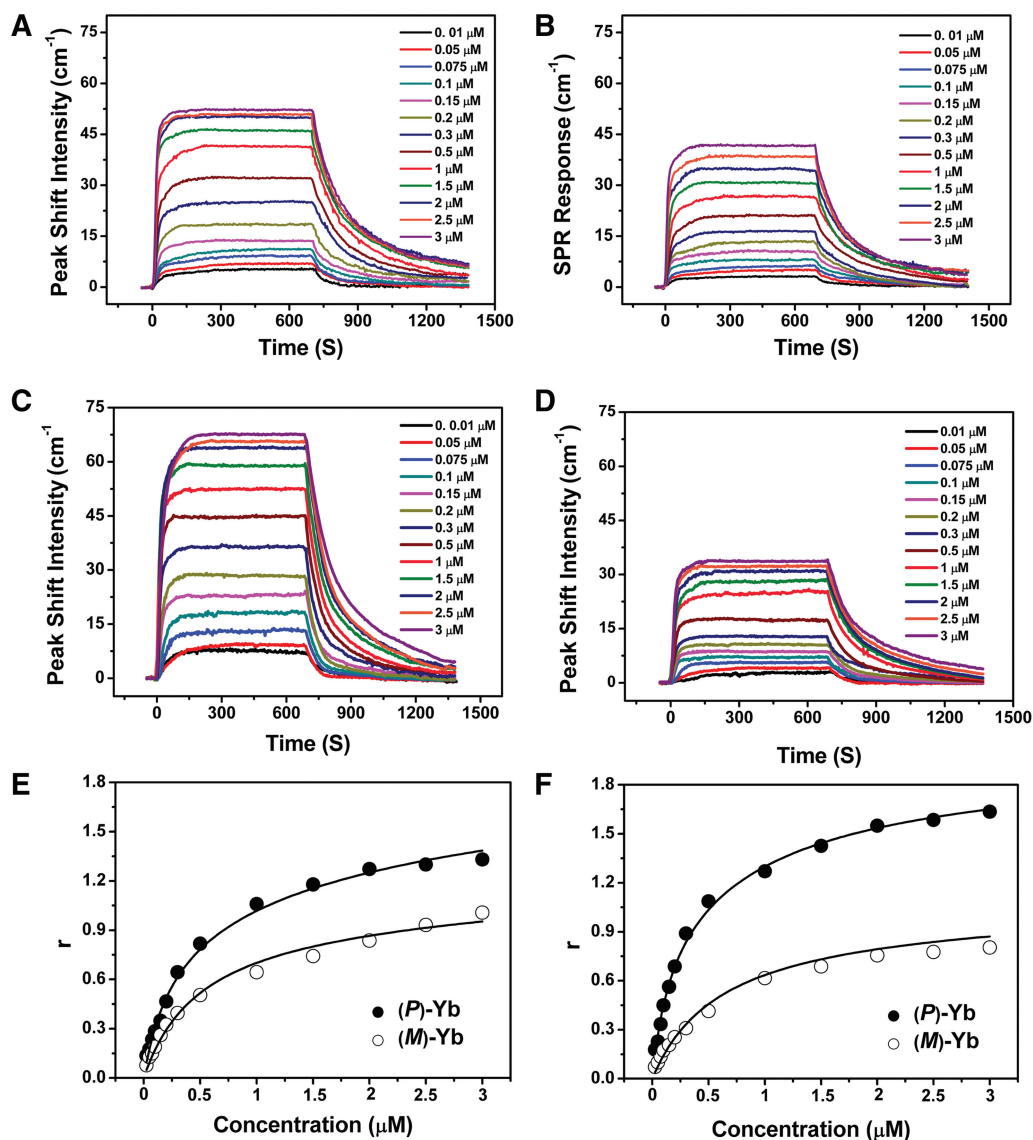 A
Peak Shift Intensity (cm-1)
75
60
45
30
15
0
0 300 600 900 1200 1500
Time (S)
0. 01 μM
0.05 μM
0.075 μM
0.1 μM
0.15 μM
0.2 μM
0.3 μM
0.5 μM
1 μM
1.5 μM
2 μM
2.5 μM
3 μM
B
SPR Response (cm-1)
75
60
45
30
15
0
0 300 600 900 1200 1500
Time (S)
0. 01 μM
0.05 μM
0.075 μM
0.1 μM
0.15 μM
0.2 μM
0.3 μM
0.5 μM
1 μM
1.5 μM
2 μM
2.5 μM
3 μM
C
Peak Shift Intensity (cm-1)
75
60
45
30
15
0
0 300 600 900 1200 1500
Time (S)
0. 0.01 μM
0.05 μM
0.075 μM
0.1 μM
0.15 μM
0.2 μM
0.3 μM
0.5 μM
1 μM
1.5 μM
2 μM
2.5 μM
3 μM
D
Peak Shift Intensity (cm-1)
75
60
45
30
15
0
0 300 600 900 1200 1500
Time (S)
0.01 μM
0.05 μM
0.075 μM
0.1 μM
0.15 μM
0.2 μM
0.3 μM
0.5 μM
1 μM
1.5 μM
2 μM
2.5 μM
3 μM
E
r
1.8
1.5
1.2
0.9
0.6
0.3
0.0
0 0.5 1 1.5 2 2.5 3
Concentration (μM)
(P)-Yb
(M)-Yb
F
r
1.8
1.5
1.2
0.9
0.6
0.3
0.0
0 0.5 1 1.5 2 2.5 3
Concentration (μM)
(P)-Yb
(M)-Yb